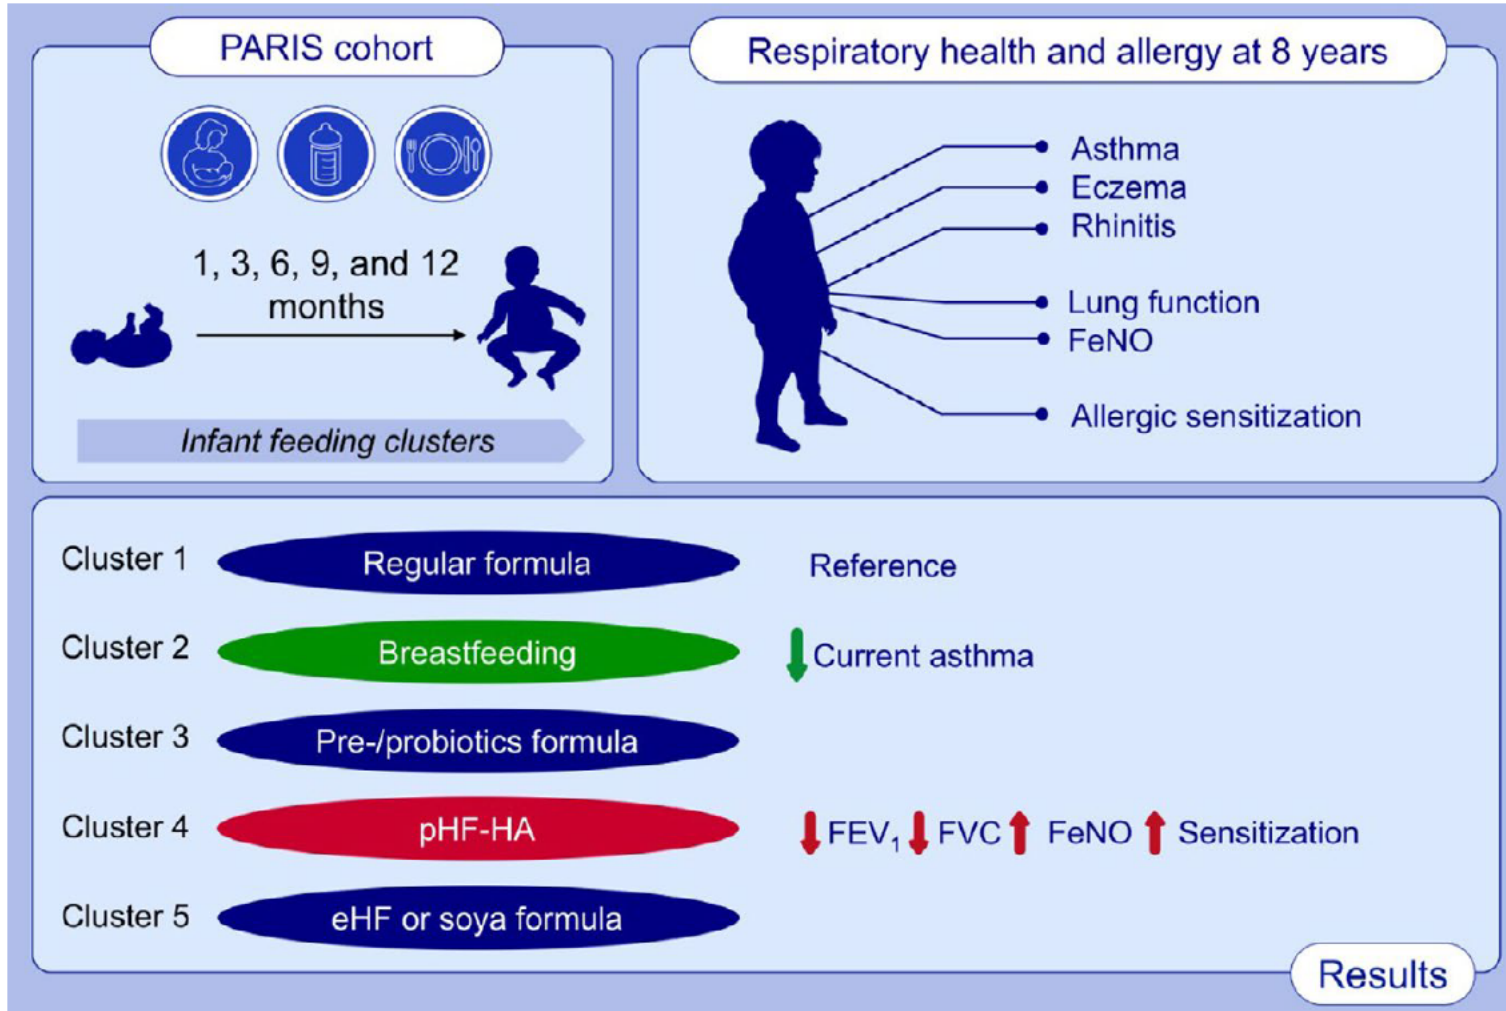 PARIS cohort
1, 3, 6, 9, and 12
months
Infant feeding clusters
Respiratory health and allergy at 8 years
Asthma
Eczema
Rhinitis
Lung function
FeNO
Allergic sensitization
Cluster 1 Regular formula Reference
Cluster 2 Breastfeeding Current asthma
Cluster 3 Pre-/probiotics formula
Cluster 4 pHF-HA FEV₁ FVC FeNO Sensitization
Cluster 5 eHF or soya formula
Results